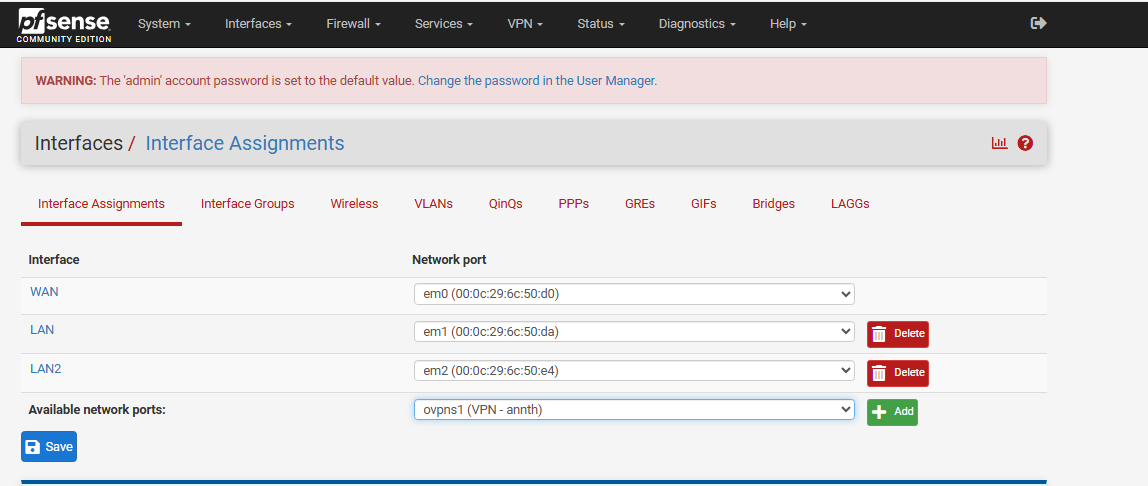 pfsense System Interfaces Firewall Services VPN Status Diagnostics Help
COMMUNITY EDITION
WARNING: The 'admin' account password is set to the default value. Change the password in the User Manager.
Interfaces / Interface Assignments
Interface Assignments Interface Groups Wireless VLANs QinQs PPPs GREs GIFs Bridges LAGGs
Interface Network port
WAN em0 (00:0c:29:6c:50:d0)
LAN em1 (00:0c:29:6c:50:da) Delete
LAN2 em2 (00:0c:29:6c:50:e4) Delete
Available network ports: ovpns1 (VPN - annth) Add
Save